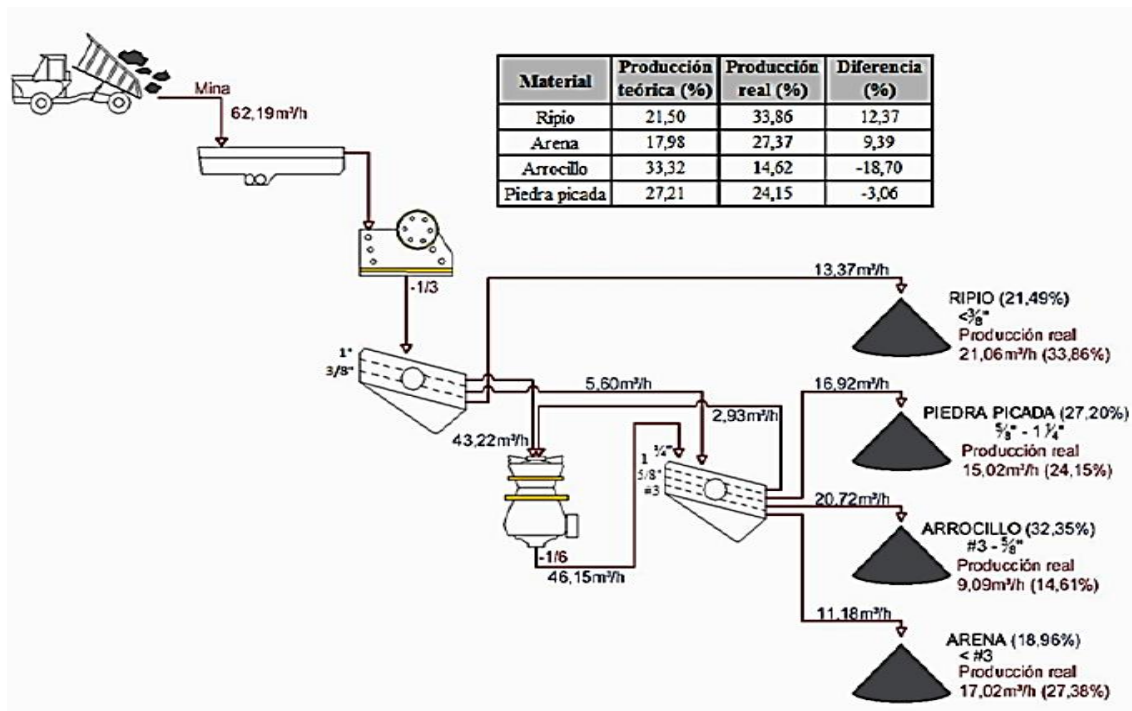 Mina
62,19m³/h
Material Producción teórica (%) Producción real (%) Diferencia (%)
Ripio 21,50 33,86 12,37
Arena 17,98 27,37 9,39
Arrocillo 33,32 14,62 -18,70
Piedra picada 27,21 24,15 -3,06
-1/3
1"
3/8"
13,37m³/h
RIPIO (21,49%)
<3/8"
Producción real
21,06m³/h (33,86%)
5,60m³/h
2,93m³/h
43,22m³/h
16,92m³/h
PIEDRA PICADA (27,20%)
5/8" - 1 1/4"
Producción real
15,02m³/h (24,15%)
5/8"
#3
20,72m³/h
ARROCILLO (32,35%)
#3 - 5/8"
Producción real
9,09m³/h (14,61%)
-1/6
46,15m³/h
11,18m³/h
ARENA (18,96%)
< #3
Producción real
17,02m³/h (27,38%)